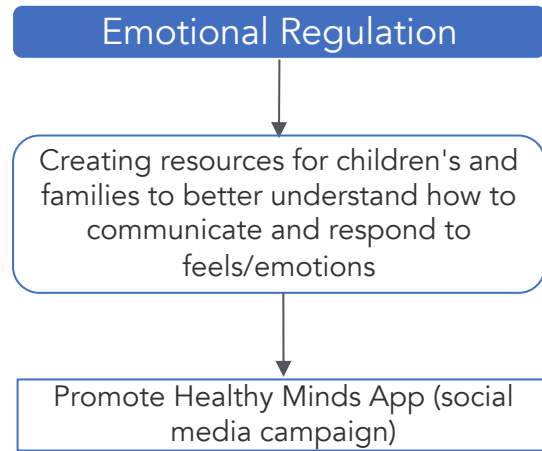 Emotional Regulation
Creating resources for children's and
families to better understand how to
communicate and respond to
feels/emotions
Promote Healthy Minds App (social
media campaign)